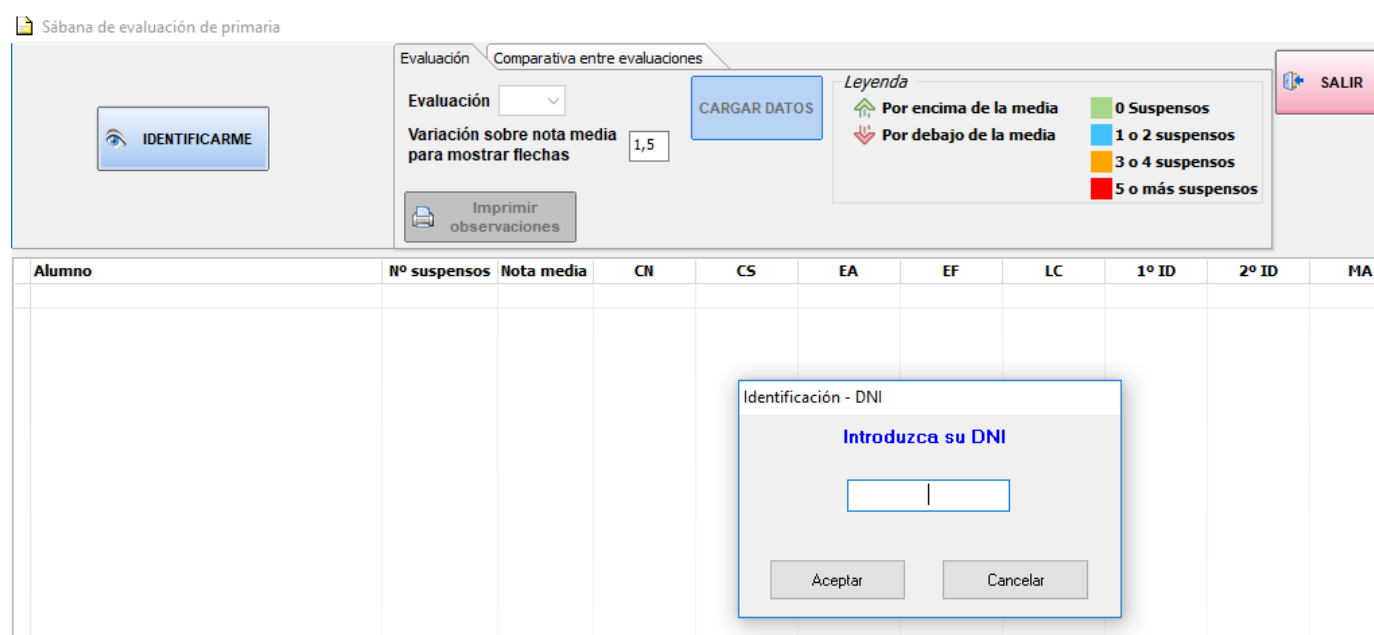 Sábana de evaluación de primaria
IDENTIFICARME
Evaluación
Comparativa entre evaluaciones
Evaluación
Variación sobre nota media
para mostrar flechas
1,5
CARGAR DATOS
Imprimir
observaciones
Leyenda
Por encima de la media
Por debajo de la media
0 Suspensos
1 o 2 suspensos
3 o 4 suspensos
5 o más suspensos
SALIR
Alumno Nº suspensos Nota media CN CS EA EF LC 1º ID 2º ID MA
Identificación - DNI
Introduzca su DNI
Aceptar Cancelar